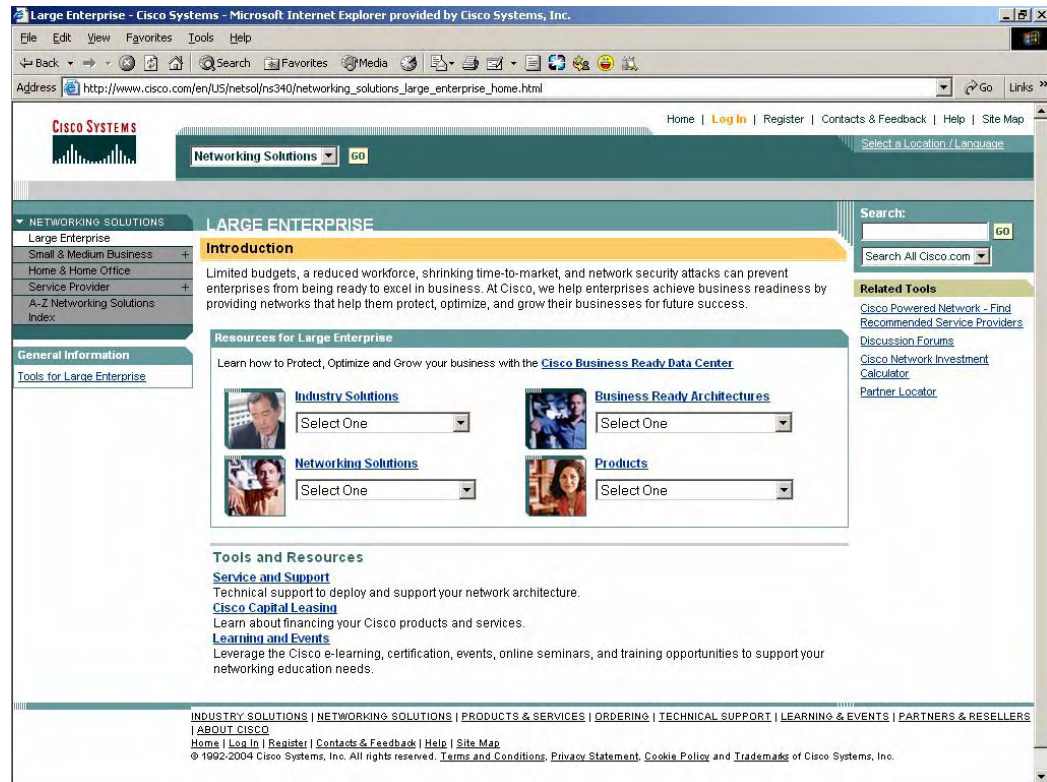 Large Enterprise - Cisco Systems - Microsoft Internet Explorer provided by Cisco Systems, Inc.
File Edit View Favorites Tools Help
Back Search Favorites Media
Address http://www.cisco.com/en/US/netsol/ns340/networking_solutions_large_enterprise_home.html Go Links »
Home | Log In | Register | Contacts & Feedback | Help | Site Map
CISCO SYSTEMS
Networking Solutions GO
Select a Location / Language
NETWORKING SOLUTIONS
Large Enterprise
Small & Medium Business +
Home & Home Office
Service Provider +
A-Z Networking Solutions
Index
General Information
Tools for Large Enterprise
LARGE ENTERPRISE
Introduction
Limited budgets, a reduced workforce, shrinking time-to-market, and network security attacks can prevent
enterprises from being ready to excel in business. At Cisco, we help enterprises achieve business readiness by
providing networks that help them protect, optimize, and grow their businesses for future success.
Resources for Large Enterprise
Learn how to Protect, Optimize and Grow your business with the Cisco Business Ready Data Center
Industry Solutions
Select One
Business Ready Architectures
Select One
Networking Solutions
Select One
Products
Select One
Tools and Resources
Service and Support
Technical support to deploy and support your network architecture.
Cisco Capital Leasing
Learn about financing your Cisco products and services.
Learning and Events
Leverage the Cisco e-learning, certification, events, online seminars, and training opportunities to support your
networking education needs.
Search:
GO
Search All Cisco.com
Related Tools
Cisco Powered Network - Find
Recommended Service Providers
Discussion Forums
Cisco Network Investment
Calculator
Partner Locator
INDUSTRY SOLUTIONS | NETWORKING SOLUTIONS | PRODUCTS & SERVICES | ORDERING | TECHNICAL SUPPORT | LEARNING & EVENTS | PARTNERS & RESELLERS
| ABOUT CISCO
Home | Log In | Register | Contacts & Feedback | Help | Site Map
© 1992-2004 Cisco Systems, Inc. All rights reserved. Terms and Conditions, Privacy Statement, Cookie Policy and Trademarks of Cisco Systems, Inc.